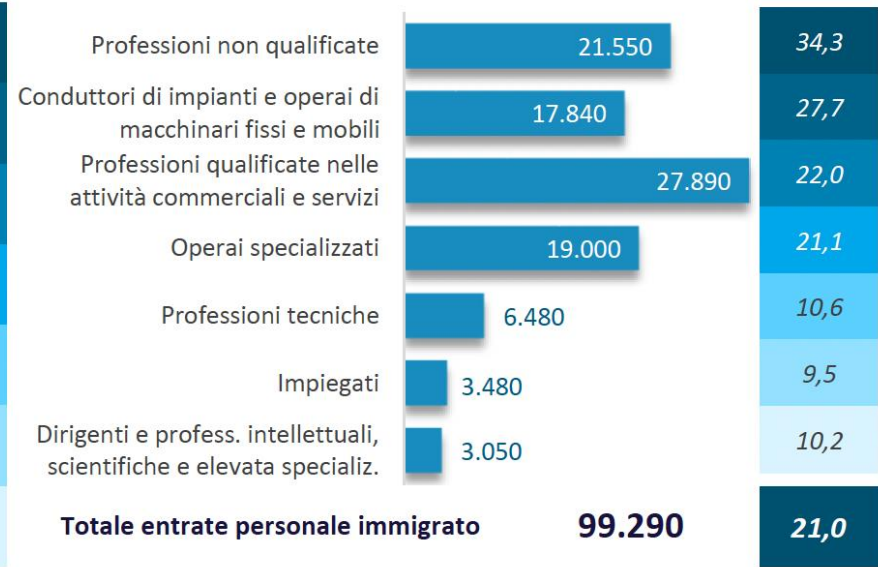 Professioni non qualificate 21.550 34,3
Conduttori di impianti e operai di
macchinari fissi e mobili 17.840 27,7
Professioni qualificate nelle
attività commerciali e servizi 27.890 22,0
Operai specializzati 19.000 21,1
Professioni tecniche 6.480 10,6
Impiegati 3.480 9,5
Dirigenti e profess. intellettuali,
scientifiche e elevata specializ. 3.050 10,2
Totale entrate personale immigrato 99.290 21,0